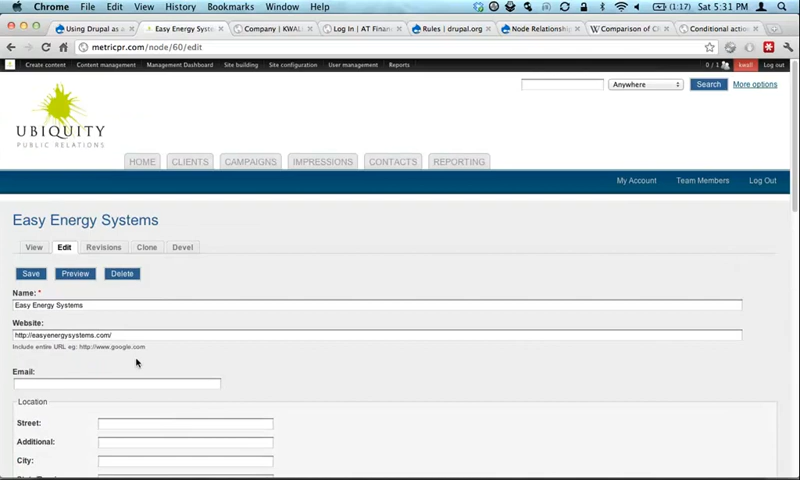 Chrome File Edit View History Bookmarks Window Help (1:17) Sat 5:31 PM
Using Drupal as a Easy Energy Syste Company | KWALL Log In | AT Finan Rules | drupal.org Node Relationship Comparison of C Conditional action
metricpr.com/node/60/edit
Create content Content management Management Dashboard Site building Site configuration User management Reports 0 / 1 kwall Log out
Anywhere Search More options
UBIQUITY
PUBLIC RELATIONS
HOME CLIENTS CAMPAIGNS IMPRESSIONS CONTACTS REPORTING
My Account Team Members Log Out
Easy Energy Systems
View Edit Revisions Clone Devel
Save Preview Delete
Name: *
Easy Energy Systems
Website:
http://easyenergysystems.com/
Include entire URL eg: http://www.google.com
Email:
Location
Street:
Additional:
City: